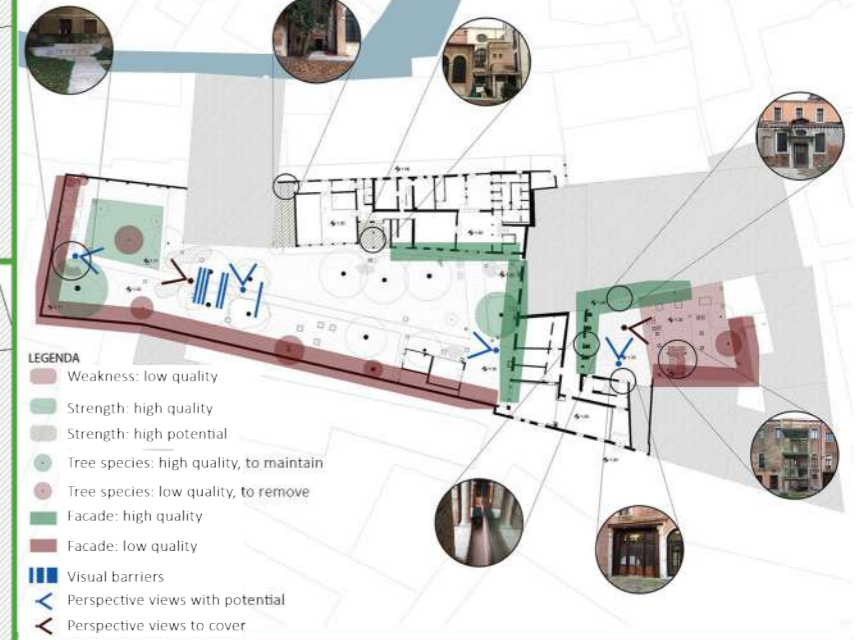 LEGENDA
Weakness: low quality
Strength: high quality
Strength: high potential
Tree species: high quality, to maintain
Tree species: low quality, to remove
Facade: high quality
Facade: low quality
Visual barriers
Perspective views with potential
Perspective views to cover